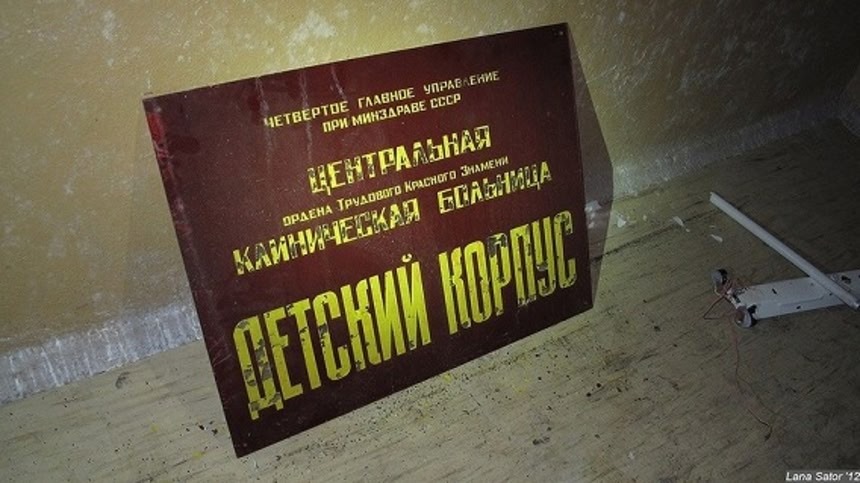 ЧЕТВЕРТОЕ ГЛАВНОЕ УПРАВЛЕНИЕ
ПРИ МИНЗДРАВЕ СССР
ЦЕНТРАЛЬНАЯ
ОРДЕНА ТРУДОВОГО КРАСНОГО ЗНАМЕНИ
КЛИНИЧЕСКАЯ БОЛЬНИЦА
ДЕТСКИЙ КОРПУС
Lana Sator '12